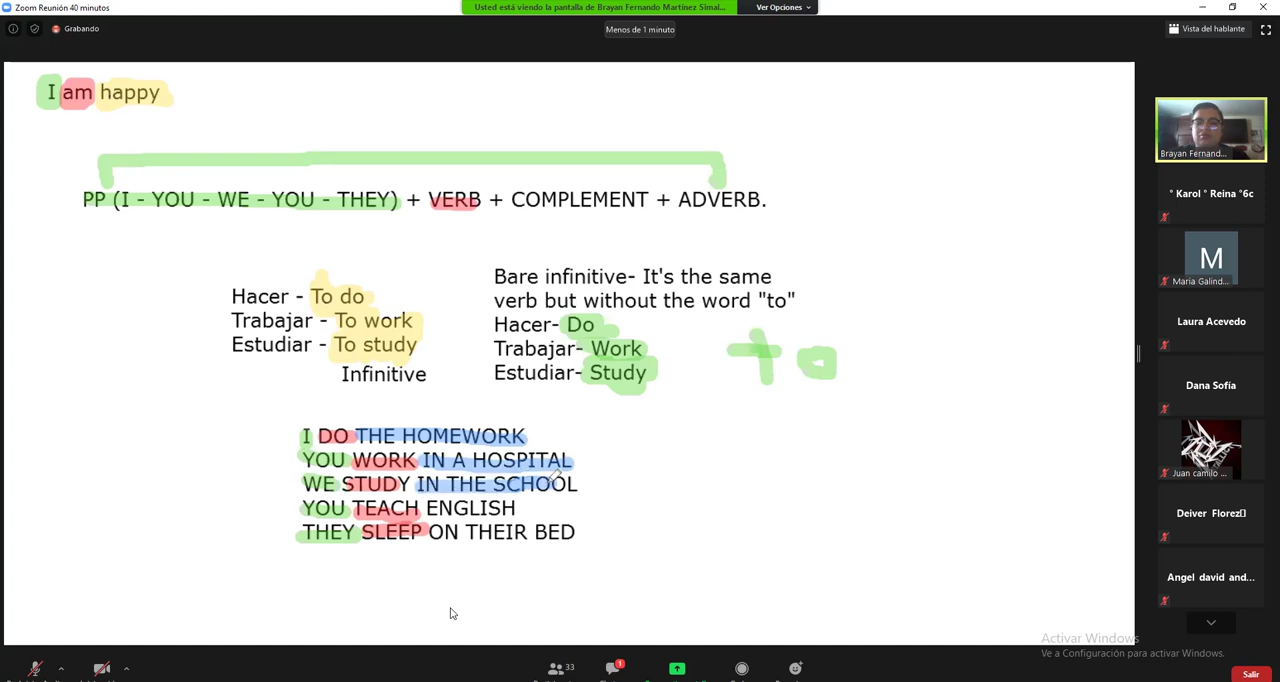 Zoom Reunión 40 minutos
Usted está viendo la pantalla de Brayan Fernando Martinez Simal...
Ver Opciones
Grabando
Menos de 1 minuto
Vista del hablante
I am happy
PP (I - YOU - WE - YOU - THEY) + VERB + COMPLEMENT + ADVERB.
Hacer - To do
Trabajar - To work
Estudiar - To study
Infinitive
Bare infinitive- It's the same
verb but without the word "to"
Hacer- Do
Trabajar- Work
Estudiar- Study
to
I DO THE HOMEWORK
YOU WORK IN A HOSPITAL
WE STUDY IN THE SCHOOL
YOU TEACH ENGLISH
THEY SLEEP ON THEIR BED
Brayan Fernand...
° Karol ° Reina °6c
M
Maria Galind...
Laura Acevedo
Dana Sofía
Juan camilo ...
Deiver Florez▯
Angel david and...
Activar Windows
Ve a Configuración para activar Windows.
33
1
Salir